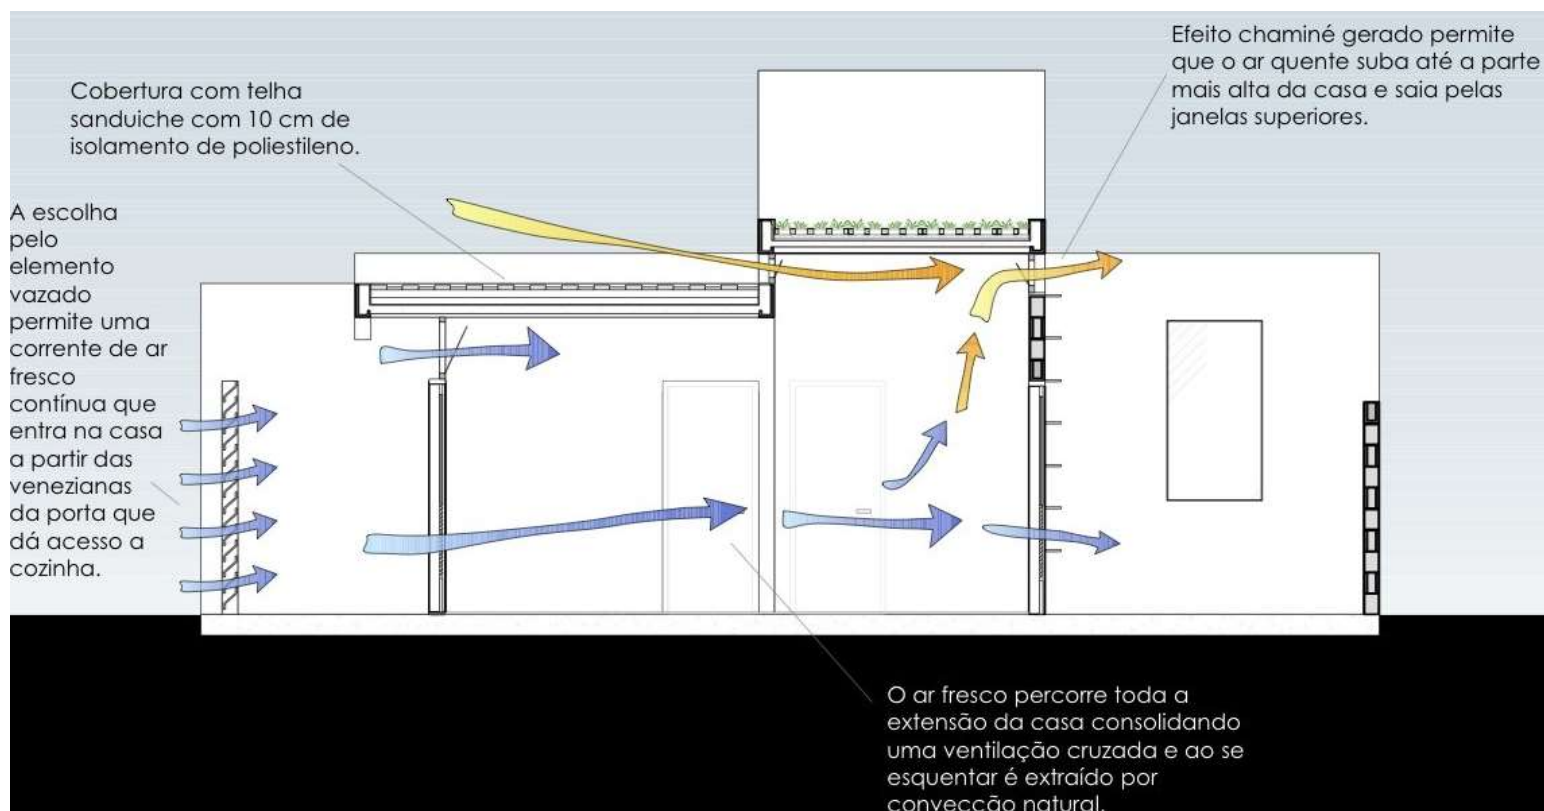 Efeito chaminé gerado permite
que o ar quente suba até a parte
mais alta da casa e saia pelas
janelas superiores.
Cobertura com telha
sanduiche com 10 cm de
isolamento de poliestileno.
A escolha
pelo
elemento
vazado
permite uma
corrente de ar
fresco
contínua que
entra na casa
a partir das
venezianas
da porta que
dá acesso a
cozinha.
O ar fresco percorre toda a
extensão da casa consolidando
uma ventilação cruzada e ao se
esquentar é extraído por
convecção natural.